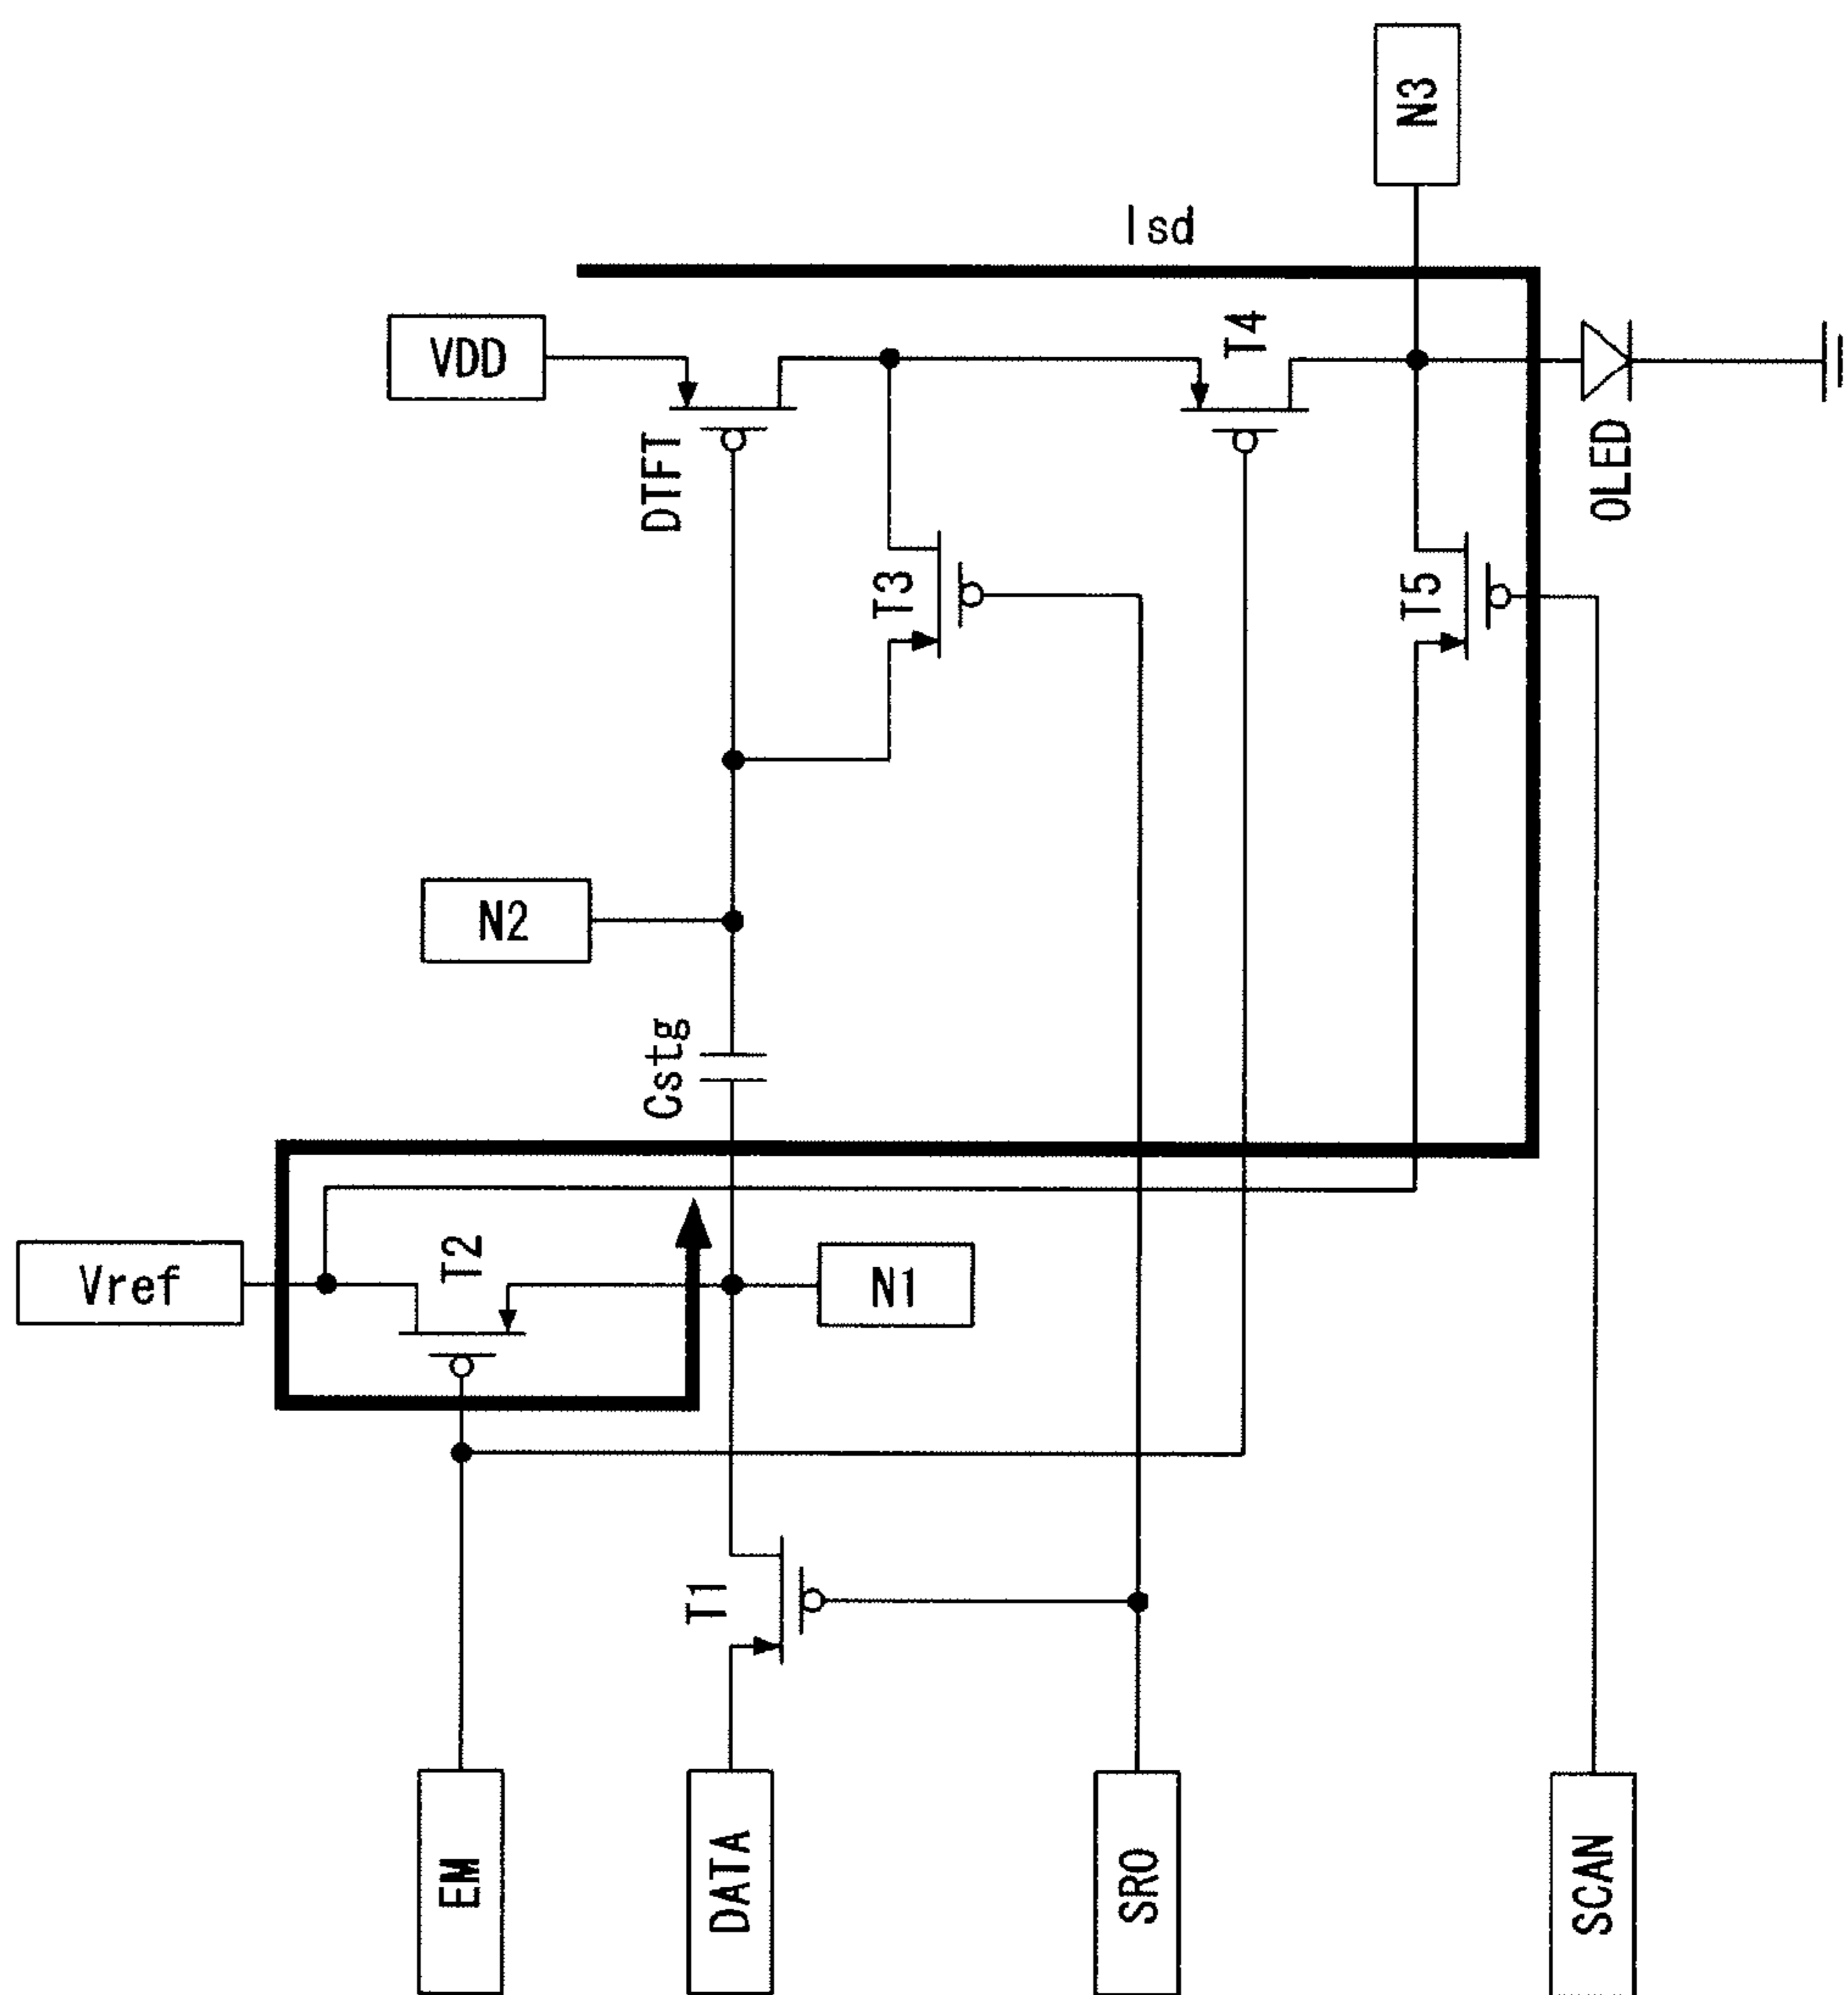 N3
Isd
VDD
T4
DTFT
OLED
T3
T5
N2
Cstg
Vref
T2
N1
T1
EM
DATA
SRO
SCAN